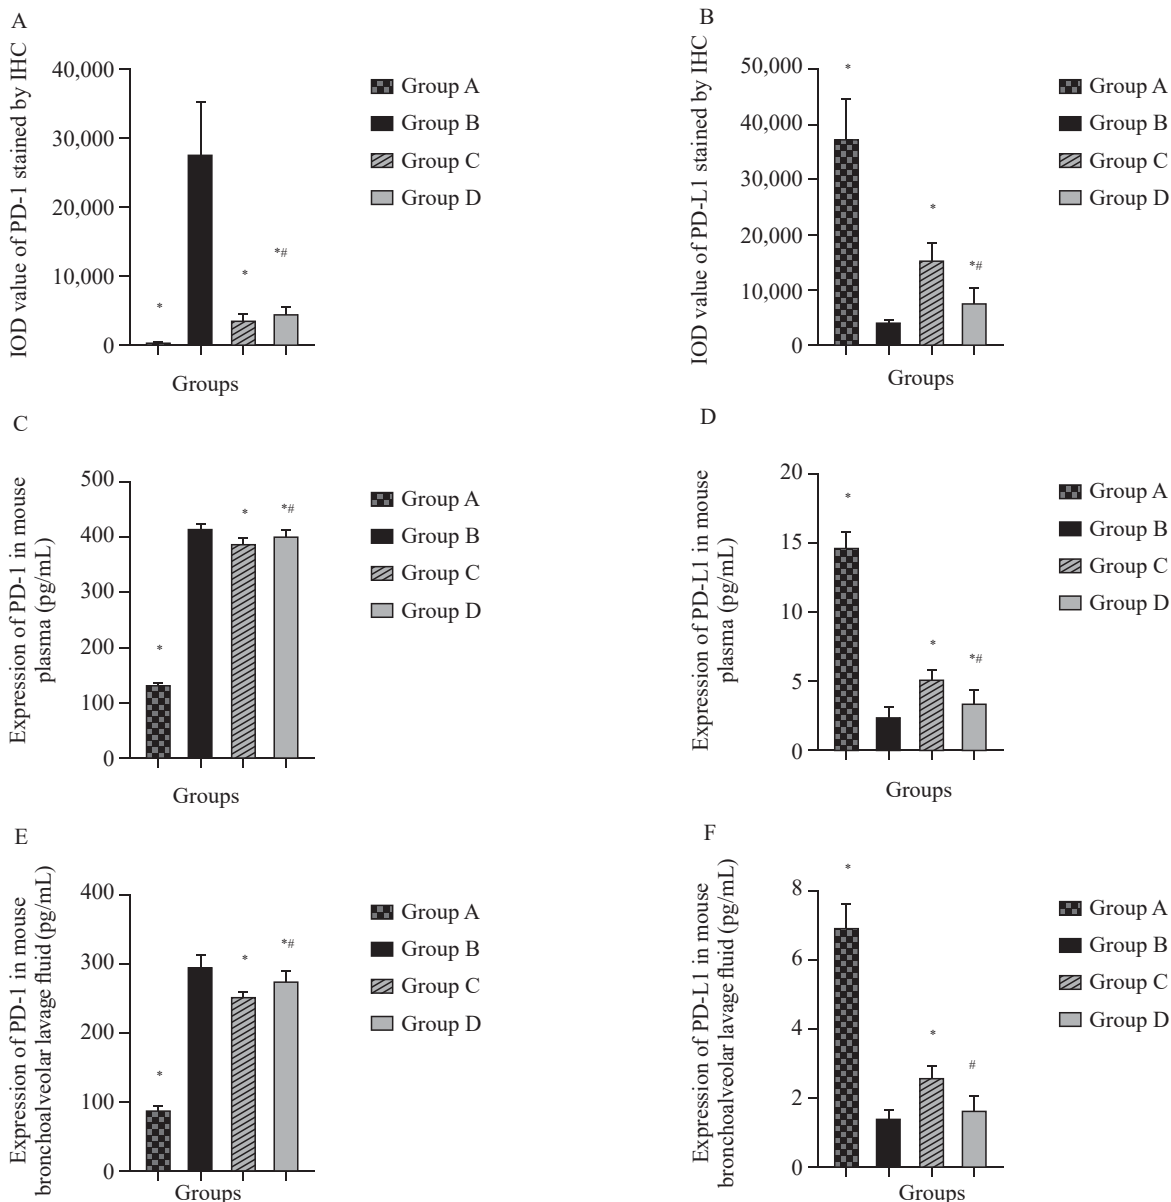 A
IOD value of PD-1 stained by IHC
40,000
30,000
20,000
10,000
0
*
*
*#
Groups
Group A
Group B
Group C
Group D
B
IOD value of PD-L1 stained by IHC
50,000
40,000
30,000
20,000
10,000
0
*
*
*#
Groups
Group A
Group B
Group C
Group D
C
Expression of PD-1 in mouse
plasma (pg/mL)
500
400
300
200
100
0
*
*
*#
Groups
Group A
Group B
Group C
Group D
D
Expression of PD-L1 in mouse
plasma (pg/mL)
20
15
10
5
0
*
*
*#
Groups
Group A
Group B
Group C
Group D
E
Expression of PD-1 in mouse
bronchoalveolar lavage fluid (pg/mL)
400
300
200
100
0
*
*
*#
Groups
Group A
Group B
Group C
Group D
F
Expression of PD-L1 in mouse
bronchoalveolar lavage fluid (pg/mL)
8
6
4
2
0
*
*
#
Groups
Group A
Group B
Group C
Group D